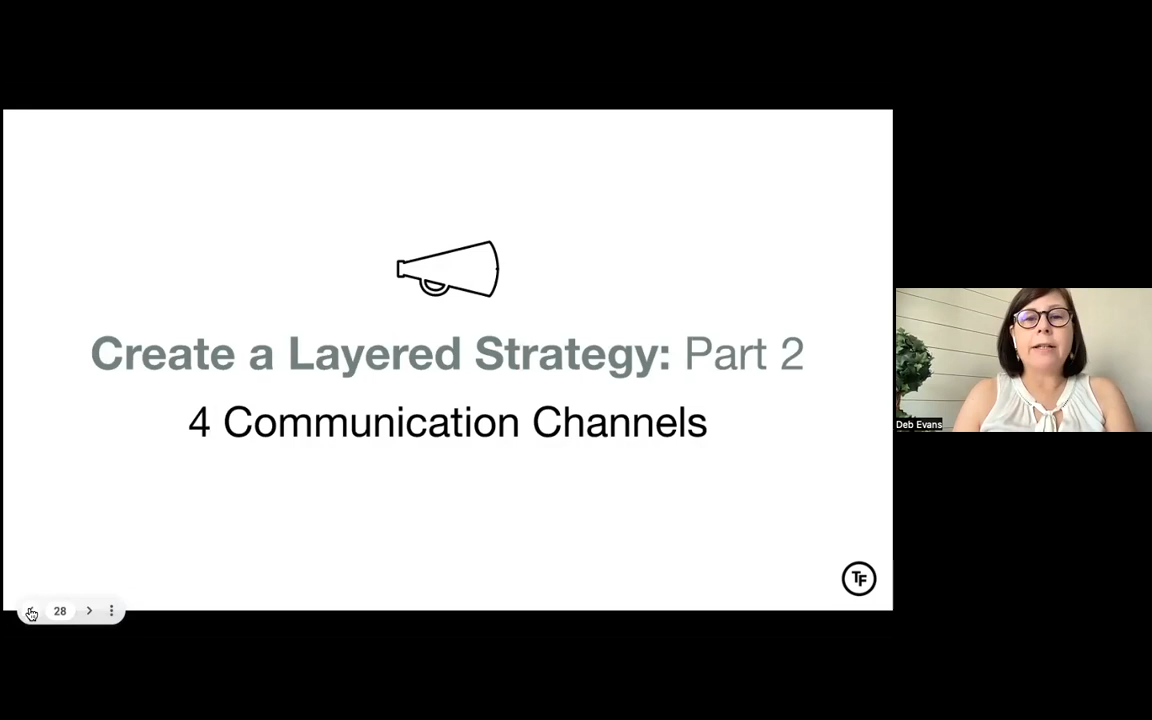 Create a Layered Strategy: Part 2
4 Communication Channels
TF
28
Deb Evans